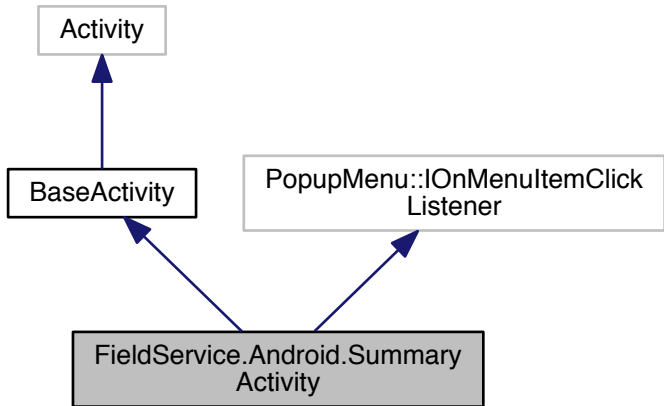 Activity
BaseActivity
PopupMenu::IOnMenuItemClick
Listener
FieldService.Android.Summary
Activity